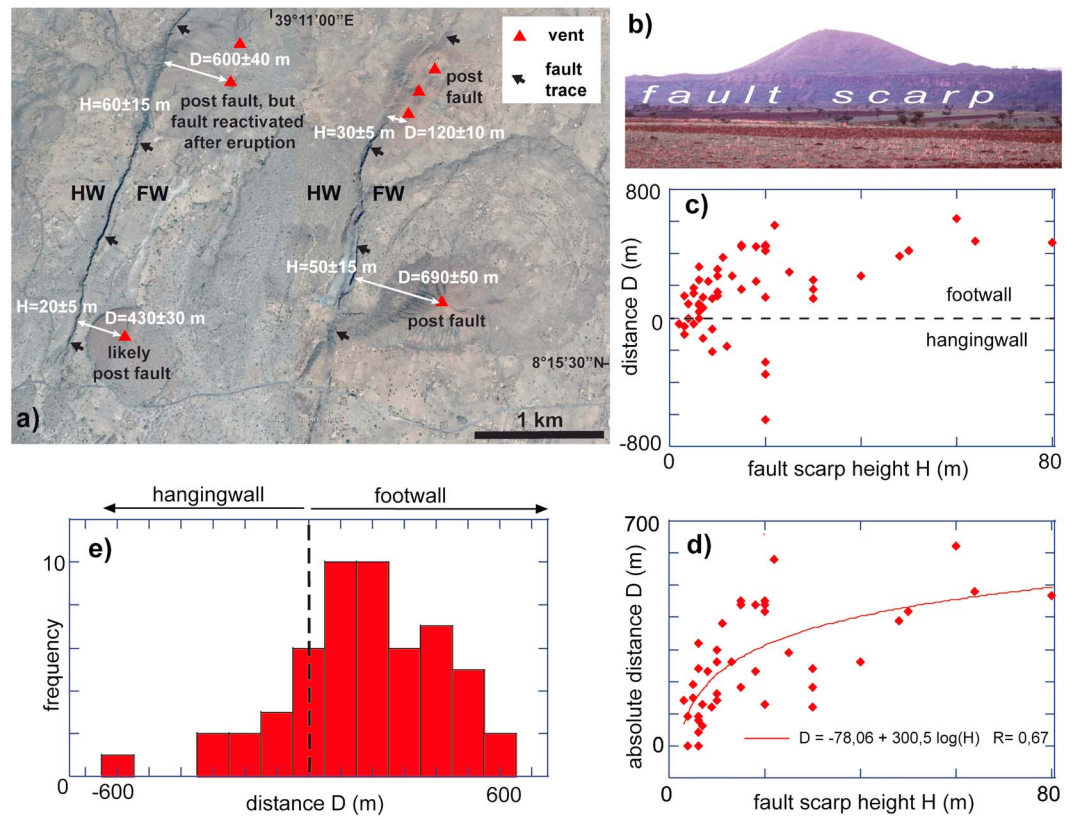 a)
39°11'00"E
vent
fault
trace
D=600±40 m
H=60±15 m
post fault, but
fault reactivated
after eruption
post
fault
H=30±5 m
D=120±10 m
HW
FW
HW
FW
H=50±15 m
D=690±50 m
H=20±5 m
D=430±30 m
post fault
likely
post fault
8°15'30"N
1 km
b)
fault scarp
c)
800
0
-800
distance D (m)
footwall
hangingwall
0
80
fault scarp height H (m)
d)
700
0
absolute distance D (m)
D = -78,06 + 300,5 log(H) R= 0,67
0
80
fault scarp height H (m)
hangingwall
footwall
e)
10
0
frequency
-600
600
distance D (m)